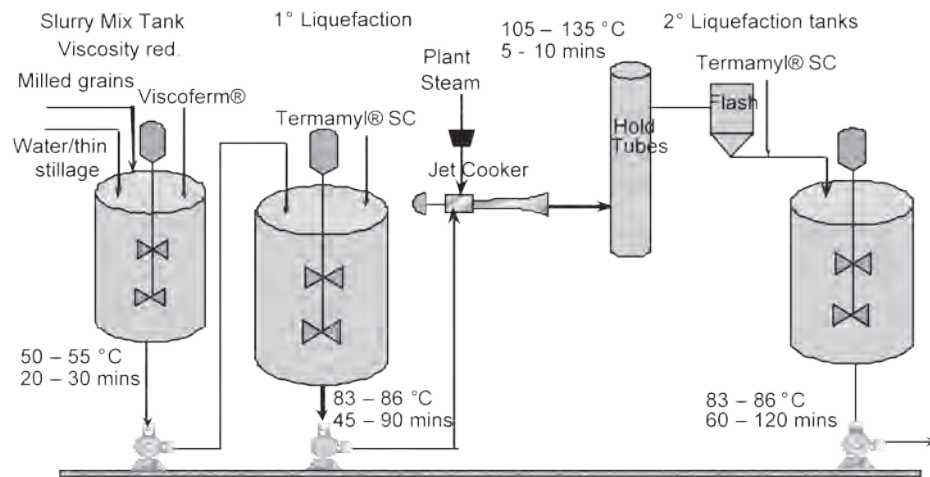 Slurry Mix Tank
Viscosity red.
Milled grains
Viscoferm®
Water/thin
stillage
50 – 55 °C
20 – 30 mins
1° Liquefaction
Termamyl® SC
83 – 86 °C
45 – 90 mins
Plant
Steam
Jet Cooker
105 – 135 °C
5 - 10 mins
Hold
Tubes
Flash
2° Liquefaction tanks
Termamyl® SC
83 – 86 °C
60 – 120 mins